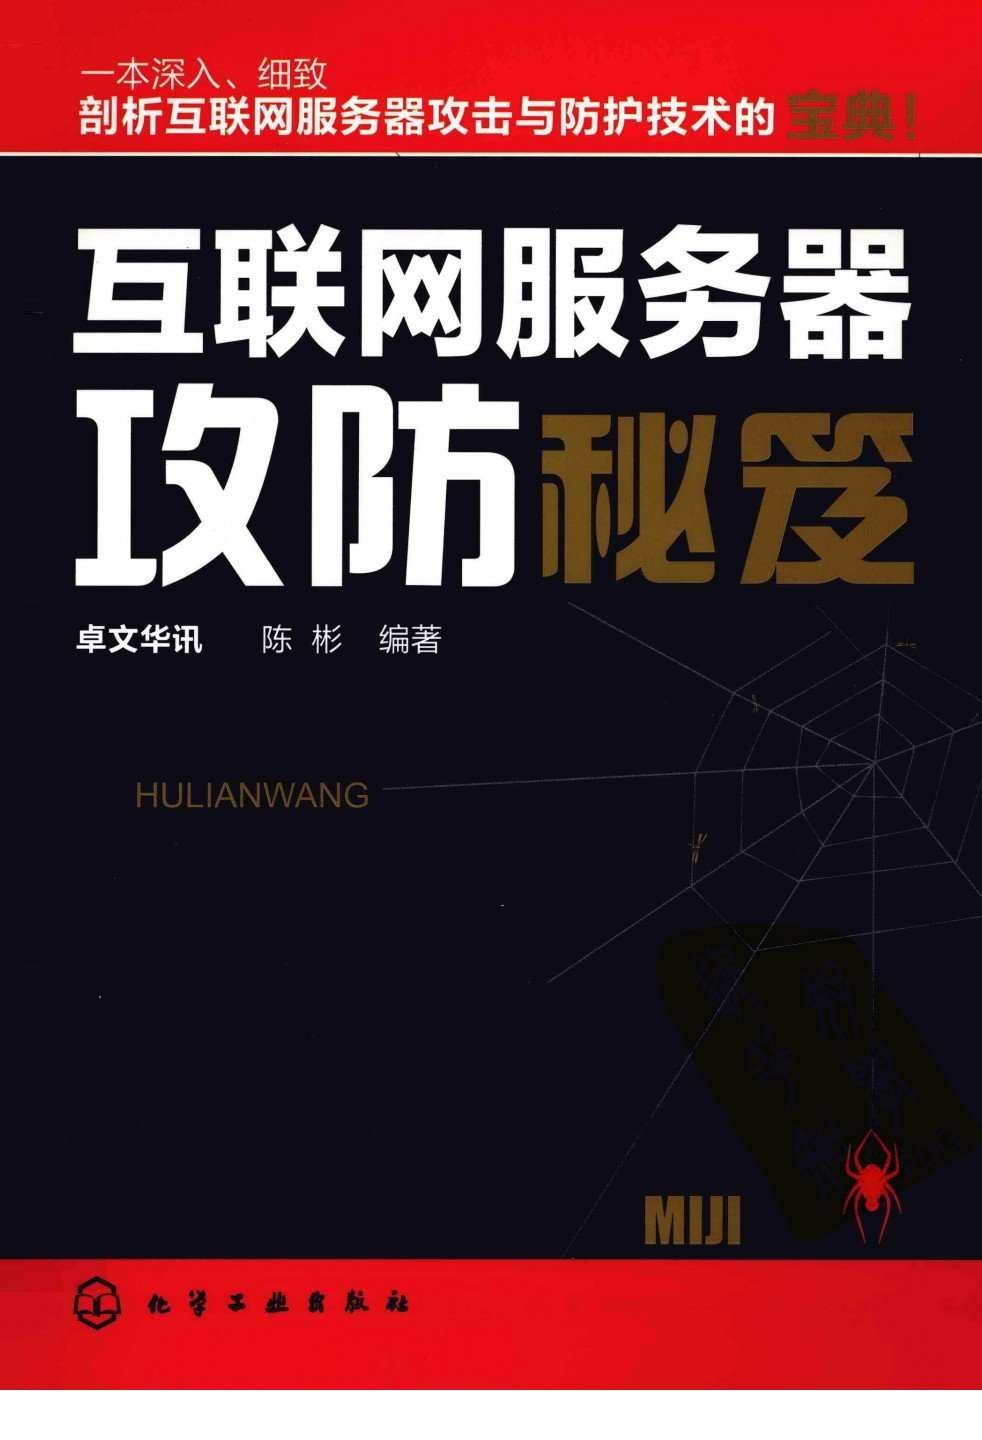 一本深入、细致
剖析互联网服务器攻击与防护技术的宝典！
互联网服务器
攻防秘笈
卓文华讯 陈 彬 编著
HULIANWANG
MIJI
化学工业出版社